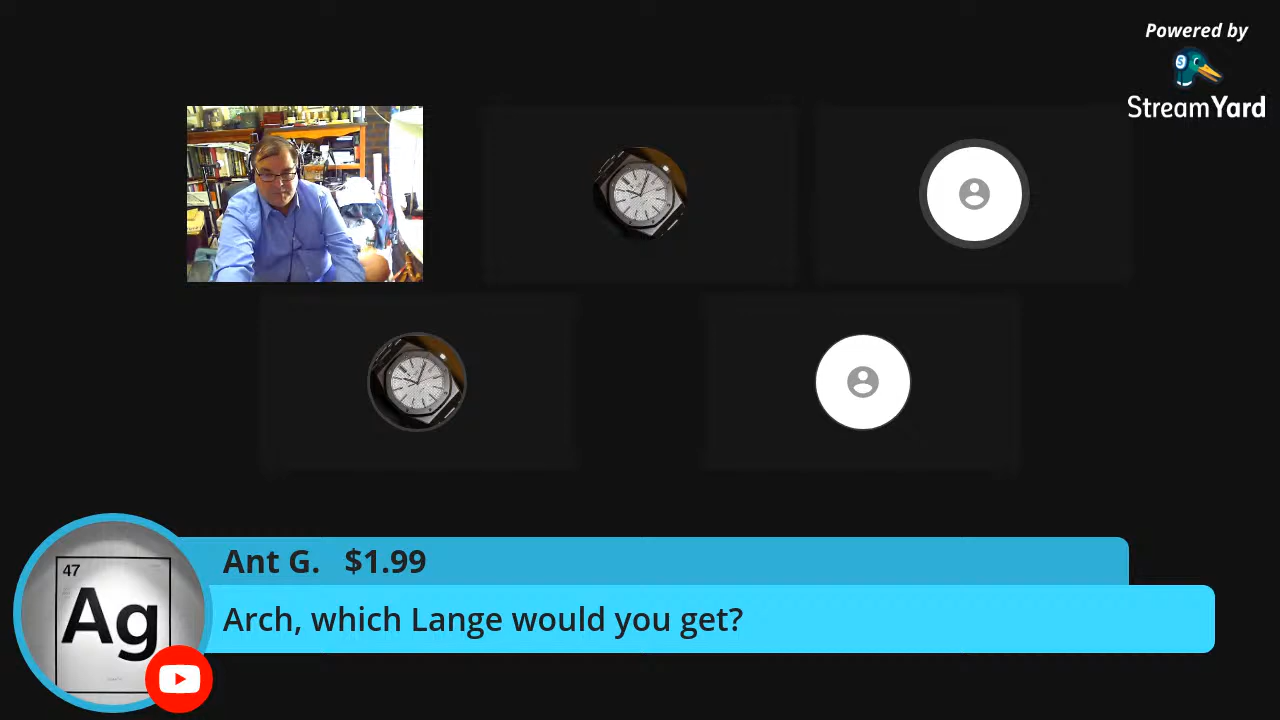 Powered by
StreamYard
Ant G. $1.99
Arch, which Lange would you get?
47
Ag